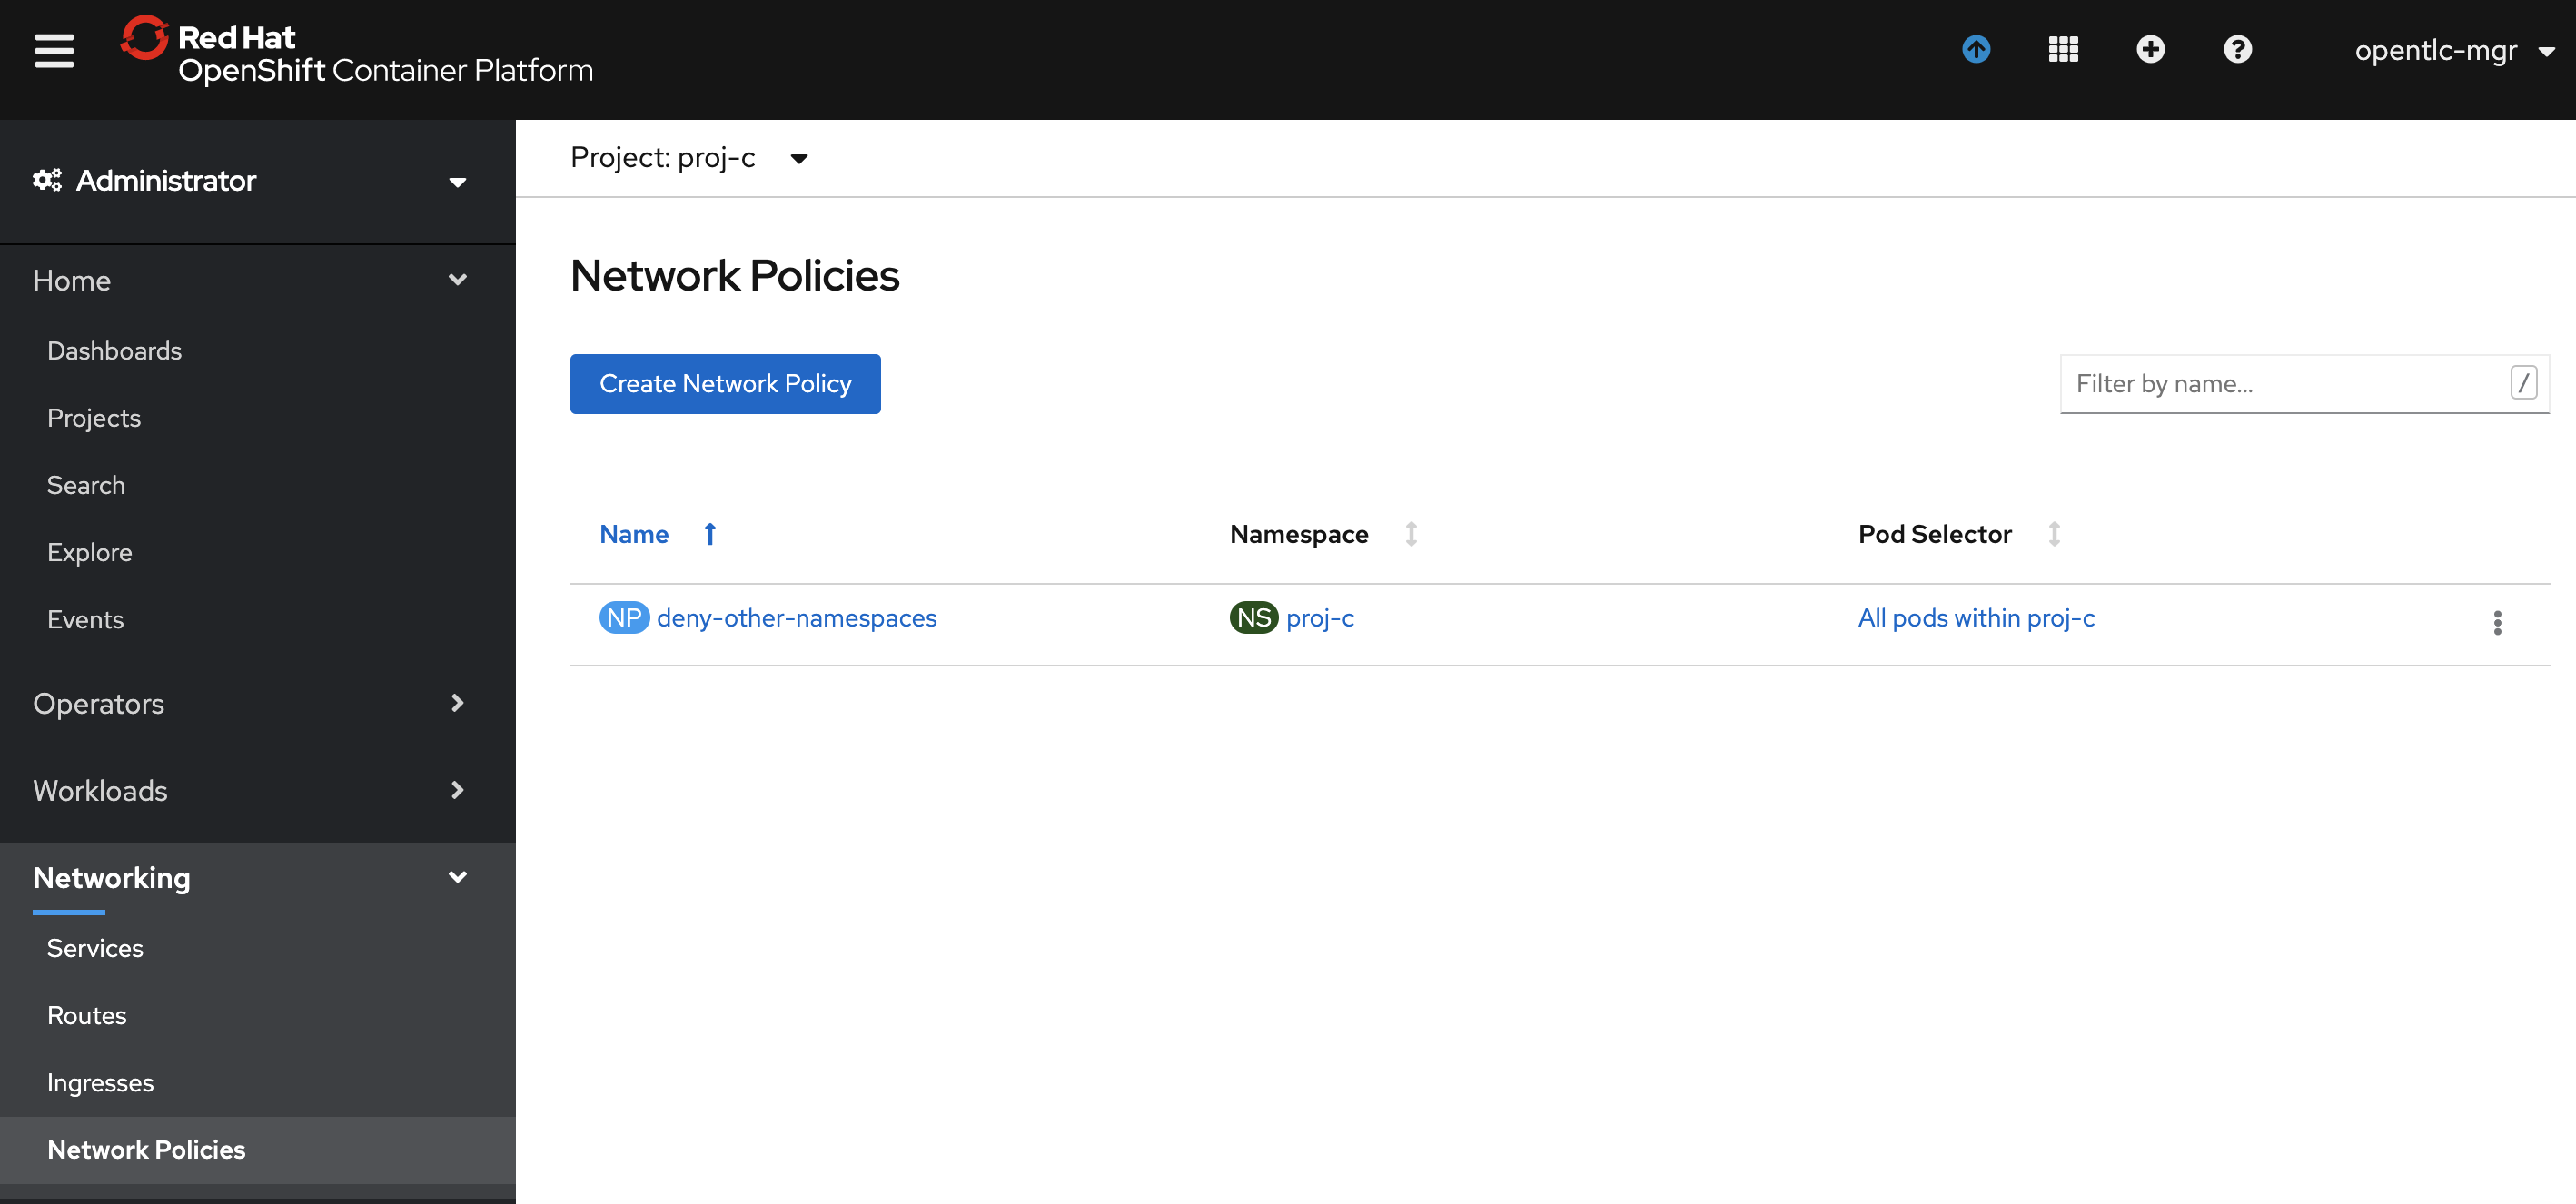 Red Hat
OpenShift Container Platform
opentlc-mgr
Administrator
Project: proj-c
Home
Dashboards
Projects
Search
Explore
Events
Operators
Workloads
Networking
Services
Routes
Ingresses
Network Policies
Network Policies
Create Network Policy
Filter by name...
/
Name Namespace Pod Selector
NP deny-other-namespaces NS proj-c All pods within proj-c